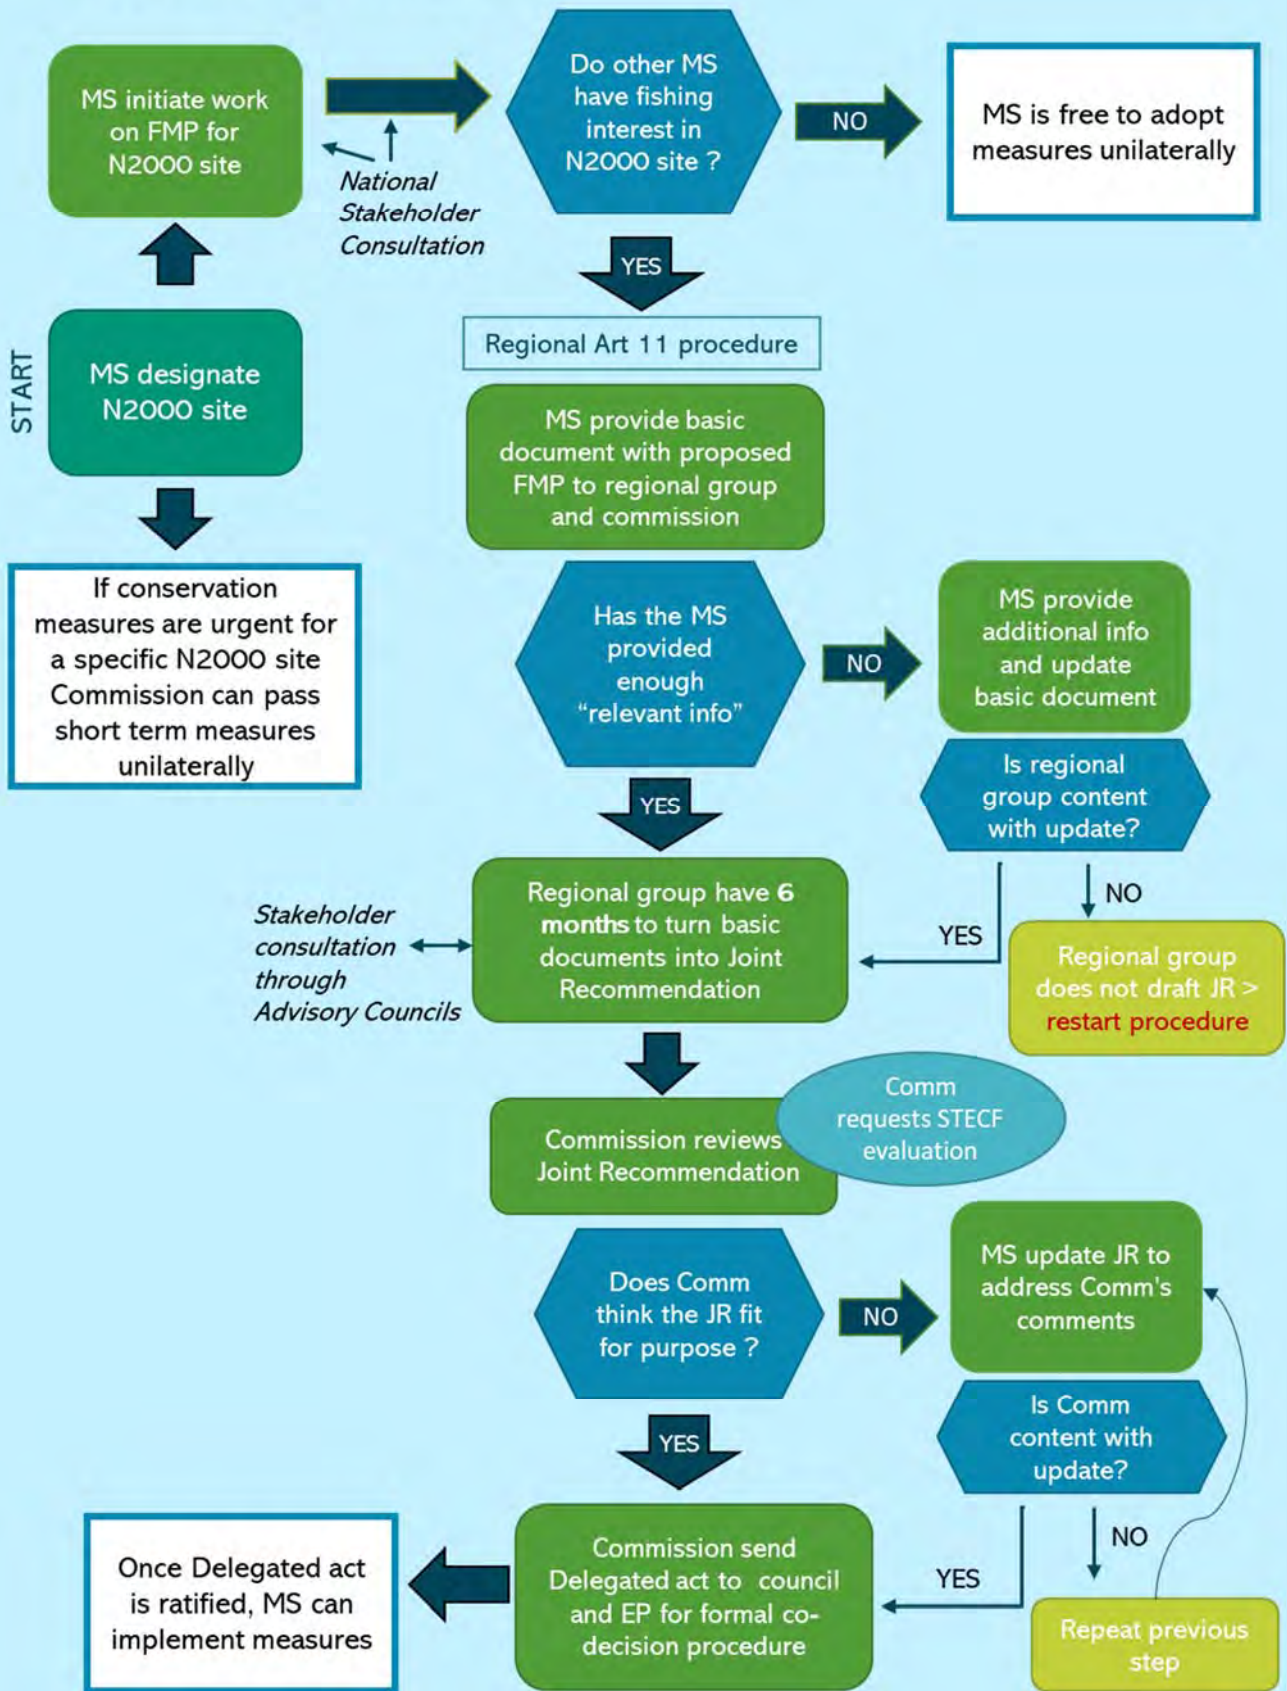 START
MS designate
N2000 site
MS initiate work
on FMP for
N2000 site
National
Stakeholder
Consultation
If conservation
measures are urgent for
a specific N2000 site
Commission can pass
short term measures
unilaterally
Do other MS
have fishing
interest in
N2000 site ?
NO
MS is free to adopt
measures unilaterally
YES
Regional Art 11 procedure
MS provide basic
document with proposed
FMP to regional group
and commission
Has the MS
provided
enough
“relevant info”
NO
MS provide
additional info
and update
basic document
Is regional
group content
with update?
YES
NO
Regional group
does not draft JR >
restart procedure
YES
Regional group have 6
months to turn basic
documents into Joint
Recommendation
Stakeholder
consultation
through
Advisory Councils
Commission reviews
Joint Recommendation
Comm
requests STECF
evaluation
Does Comm
think the JR fit
for purpose ?
NO
MS update JR to
address Comm's
comments
Is Comm
content with
update?
YES
NO
Repeat previous
step
YES
Commission send
Delegated act to council
and EP for formal co-
decision procedure
Once Delegated act
is ratified, MS can
implement measures